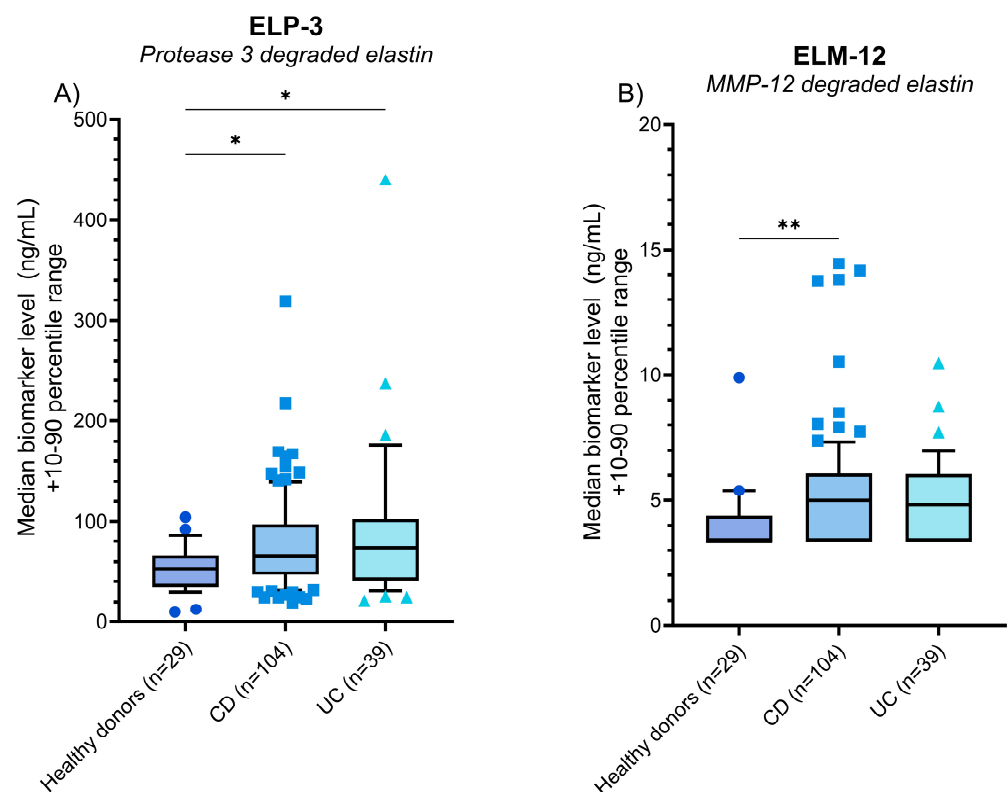 ELP-3
Protease 3 degraded elastin
A)
*
*
500
400
300
200
100
0
Median biomarker level (ng/mL)
+10-90 percentile range
Healthy donors (n=29)
CD (n=104)
UC (n=39)
ELM-12
MMP-12 degraded elastin
B)
**
20
15
10
5
0
Median biomarker level (ng/mL)
+10-90 percentile range
Healthy donors (n=29)
CD (n=104)
UC (n=39)